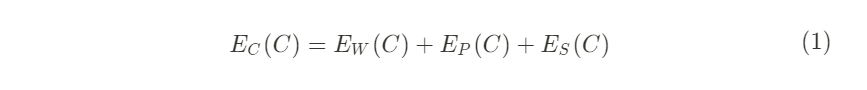 E_C(C) = E_W(C) + E_P(C) + E_S(C) (1)